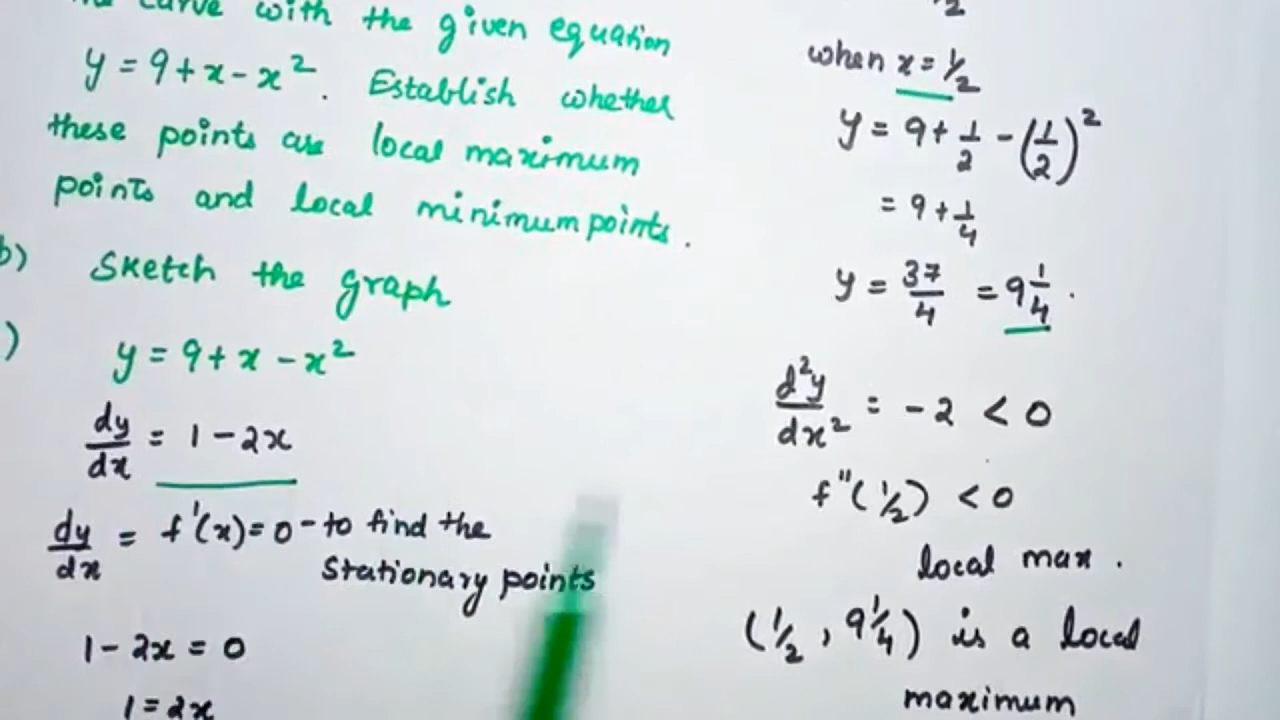 curve with the given equation
y = 9 + x - x². Establish whether
these points are local maximum
points and local minimum points.
b) Sketch the graph
)
y = 9 + x - x²
dy/dx = 1 - 2x
dy/dx = f'(x) = 0 - to find the
stationary points
1 - 2x = 0
1 = 2x
when x = 1/2
y = 9 + 1/2 - (1/2)²
= 9 + 1/4
y = 37/4 = 9 1/4.
d²y/dx² = -2 < 0
f"(1/2) < 0
local max.
(1/2, 9 1/4) is a local
maximum